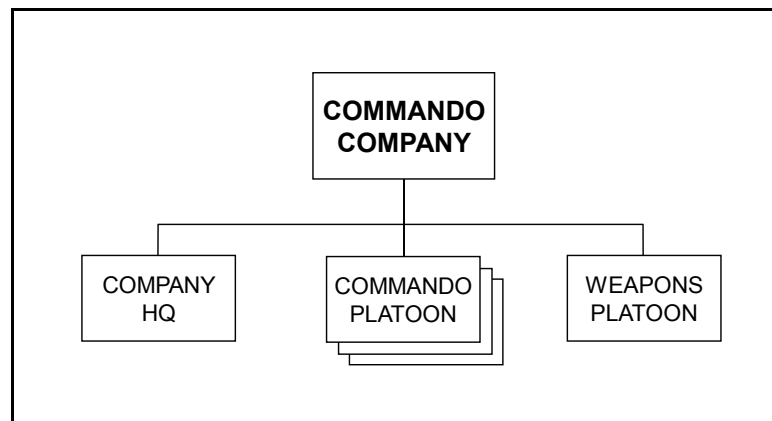 COMMANDO
COMPANY
COMPANY
HQ
COMMANDO
PLATOON
WEAPONS
PLATOON